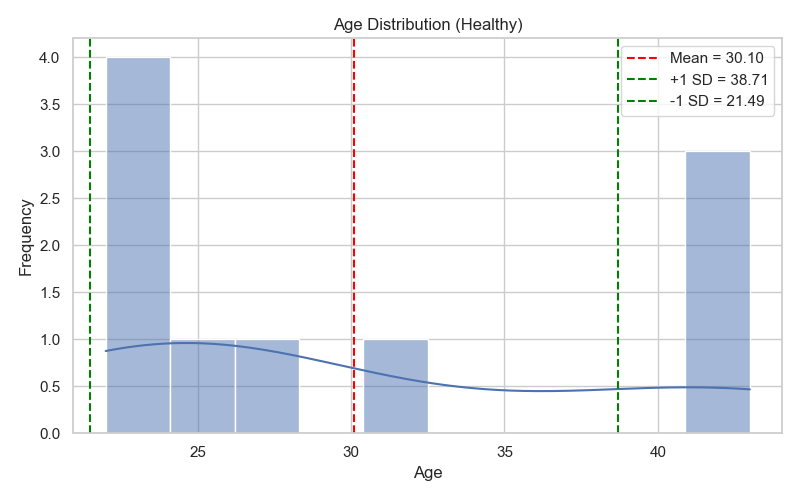 Age Distribution (Healthy)
Mean = 30.10
+1 SD = 38.71
-1 SD = 21.49
Frequency
4.0
3.5
3.0
2.5
2.0
1.5
1.0
0.5
0.0
25
30
35
40
Age